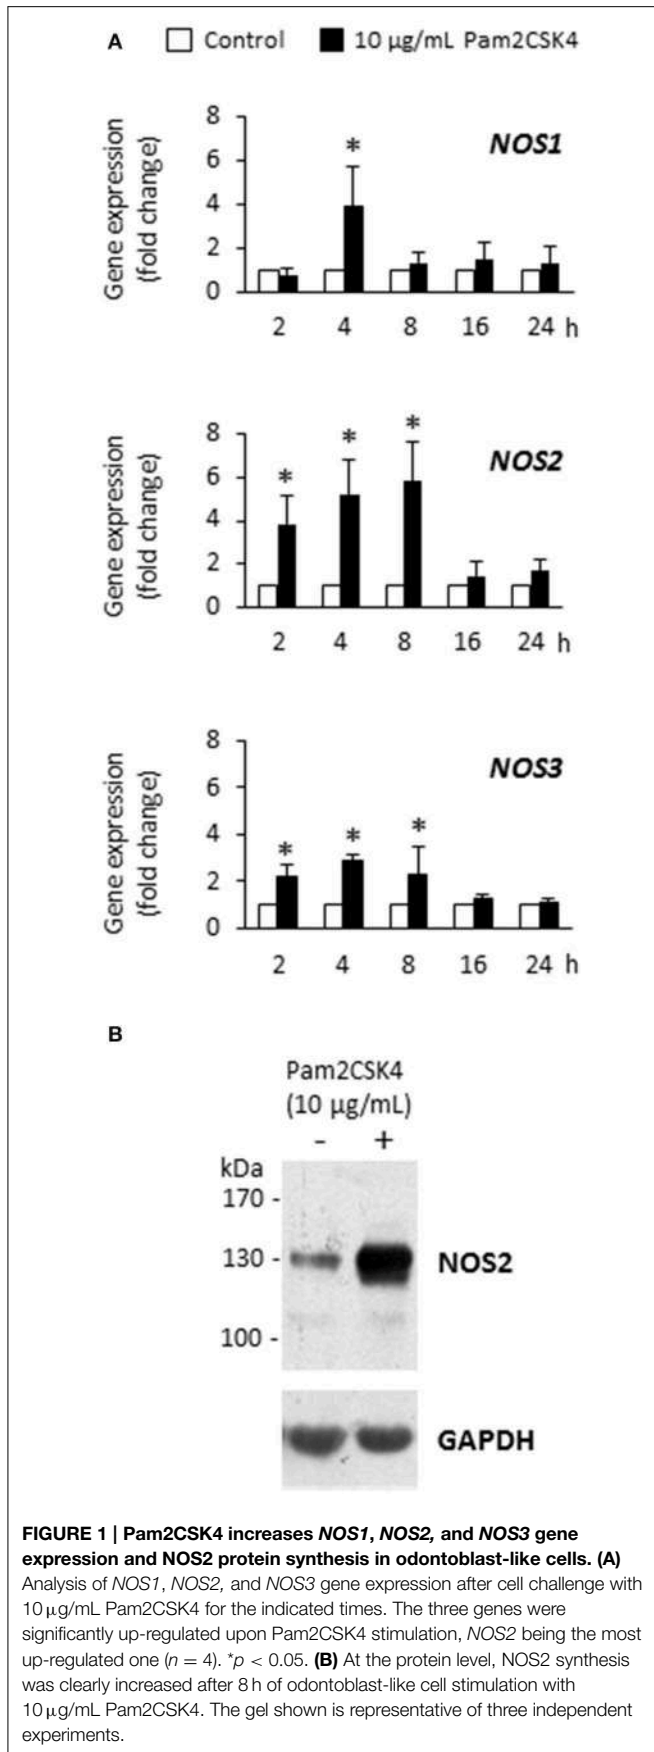 A
Control
10 µg/mL Pam2CSK4
Gene expression
(fold change)
8
6
4
2
0
*
NOS1
2 4 8 16 24 h
Gene expression
(fold change)
8
6
4
2
0
* * *
NOS2
2 4 8 16 24 h
Gene expression
(fold change)
8
6
4
2
0
* * *
NOS3
2 4 8 16 24 h
B
Pam2CSK4
(10 µg/mL)
- +
kDa
170 -
130 -
100 -
NOS2
GAPDH
FIGURE 1 | Pam2CSK4 increases NOS1, NOS2, and NOS3 gene
expression and NOS2 protein synthesis in odontoblast-like cells. (A)
Analysis of NOS1, NOS2, and NOS3 gene expression after cell challenge with
10 µg/mL Pam2CSK4 for the indicated times. The three genes were
significantly up-regulated upon Pam2CSK4 stimulation, NOS2 being the most
up-regulated one (n = 4). *p < 0.05. (B) At the protein level, NOS2 synthesis
was clearly increased after 8 h of odontoblast-like cell stimulation with
10 µg/mL Pam2CSK4. The gel shown is representative of three independent
experiments.